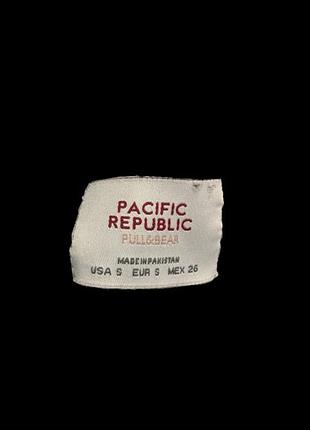 PACIFIC
REPUBLIC
PULL&BEAR
MADE IN PAKISTAN
USA S EUR S MEX 26